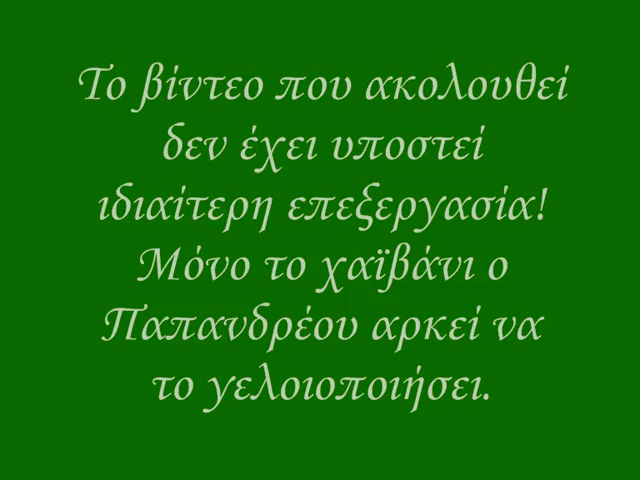 Το βίντεο που ακολουθεί
δεν έχει υποστεί
ιδιαίτερη επεξεργασία!
Μόνο το χαϊβάνι ο
Παπανδρέου αρκεί να
το γελοιοποιήσει.